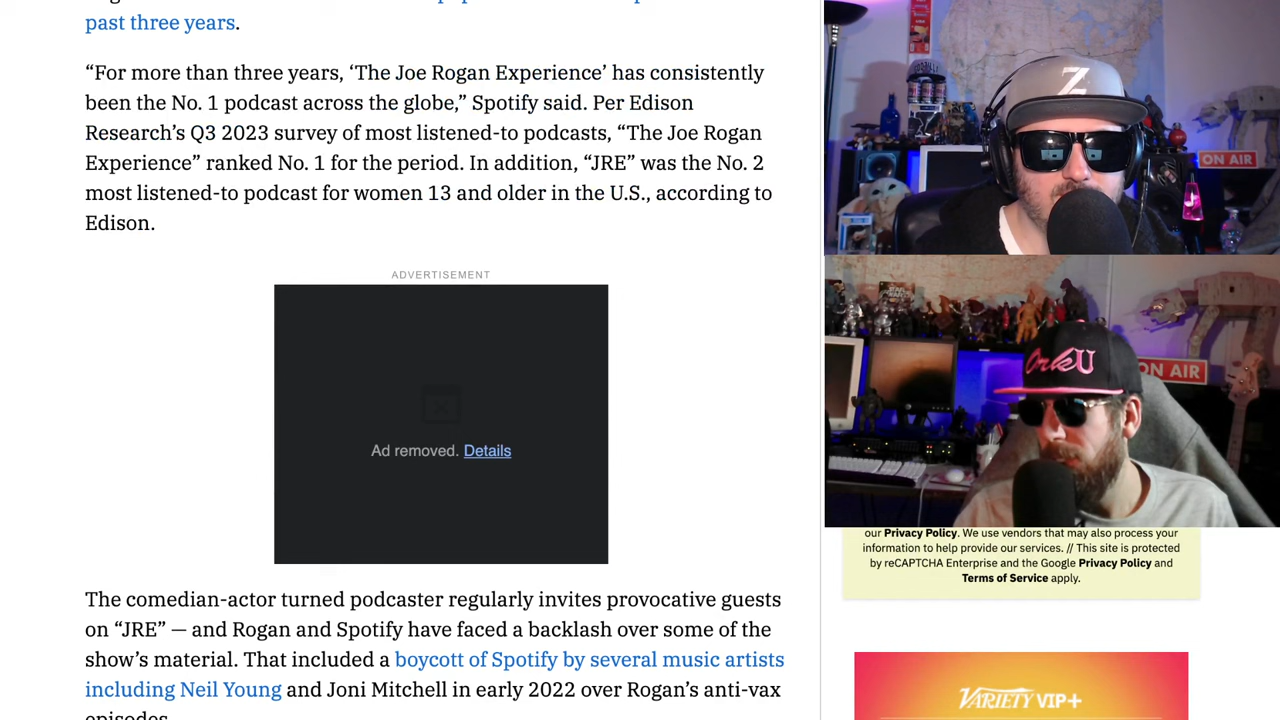 past three years.
“For more than three years, ‘The Joe Rogan Experience’ has consistently
been the No. 1 podcast across the globe,” Spotify said. Per Edison
Research’s Q3 2023 survey of most listened-to podcasts, “The Joe Rogan
Experience” ranked No. 1 for the period. In addition, “JRE” was the No. 2
most listened-to podcast for women 13 and older in the U.S., according to
Edison.
ADVERTISEMENT
Ad removed. Details
The comedian-actor turned podcaster regularly invites provocative guests
on “JRE” — and Rogan and Spotify have faced a backlash over some of the
show’s material. That included a boycott of Spotify by several music artists
including Neil Young and Joni Mitchell in early 2022 over Rogan’s anti-vax
episodes.
Z
ON AIR
OrkU
ON AIR
our Privacy Policy. We use vendors that may also process your
information to help provide our services. // This site is protected
by reCAPTCHA Enterprise and the Google Privacy Policy and
Terms of Service apply.
VARIETY VIP+